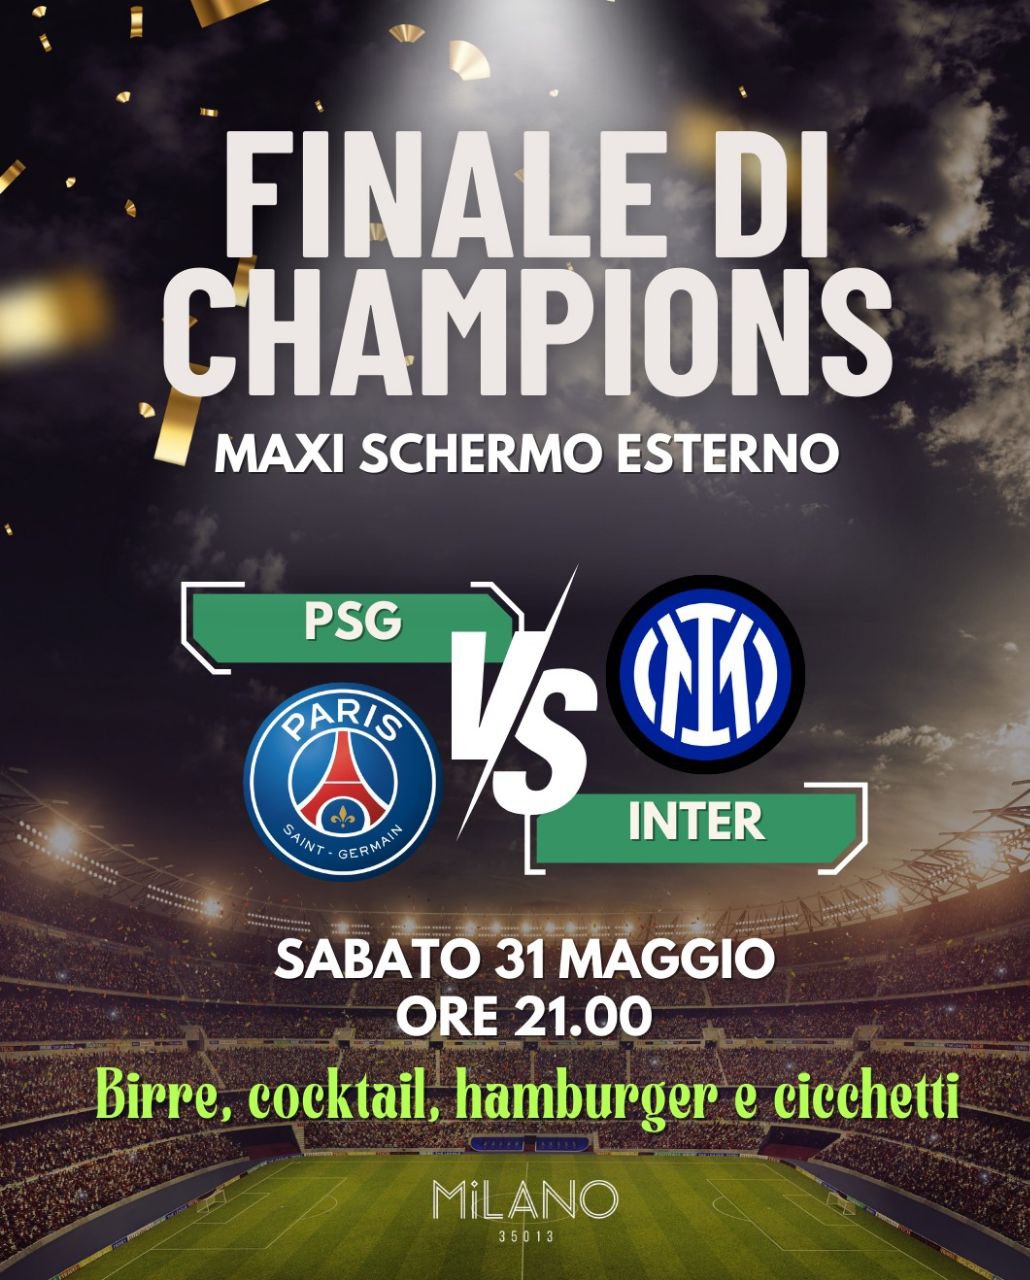 FINALE DI
CHAMPIONS
MAXI SCHERMO ESTERNO
PSG
VS
PARIS
SAINT - GERMAIN
INTER
SABATO 31 MAGGIO
ORE 21.00
Birre, cocktail, hamburger e cicchetti
MiLANO
35013